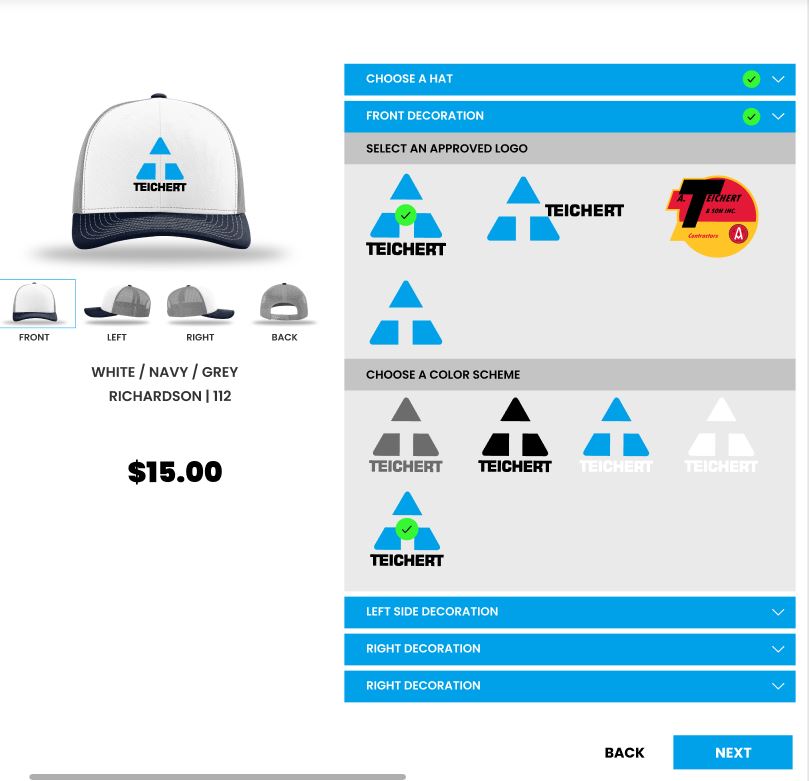 TEICHERT
FRONT
LEFT
RIGHT
BACK
WHITE / NAVY / GREY
RICHARDSON | 112
$15.00
CHOOSE A HAT
FRONT DECORATION
SELECT AN APPROVED LOGO
TEICHERT
TEICHERT
A. TEICHERT
& SON INC.
Contractors
A
CHOOSE A COLOR SCHEME
TEICHERT
TEICHERT
TEICHERT
TEICHERT
TEICHERT
LEFT SIDE DECORATION
RIGHT DECORATION
RIGHT DECORATION
BACK
NEXT